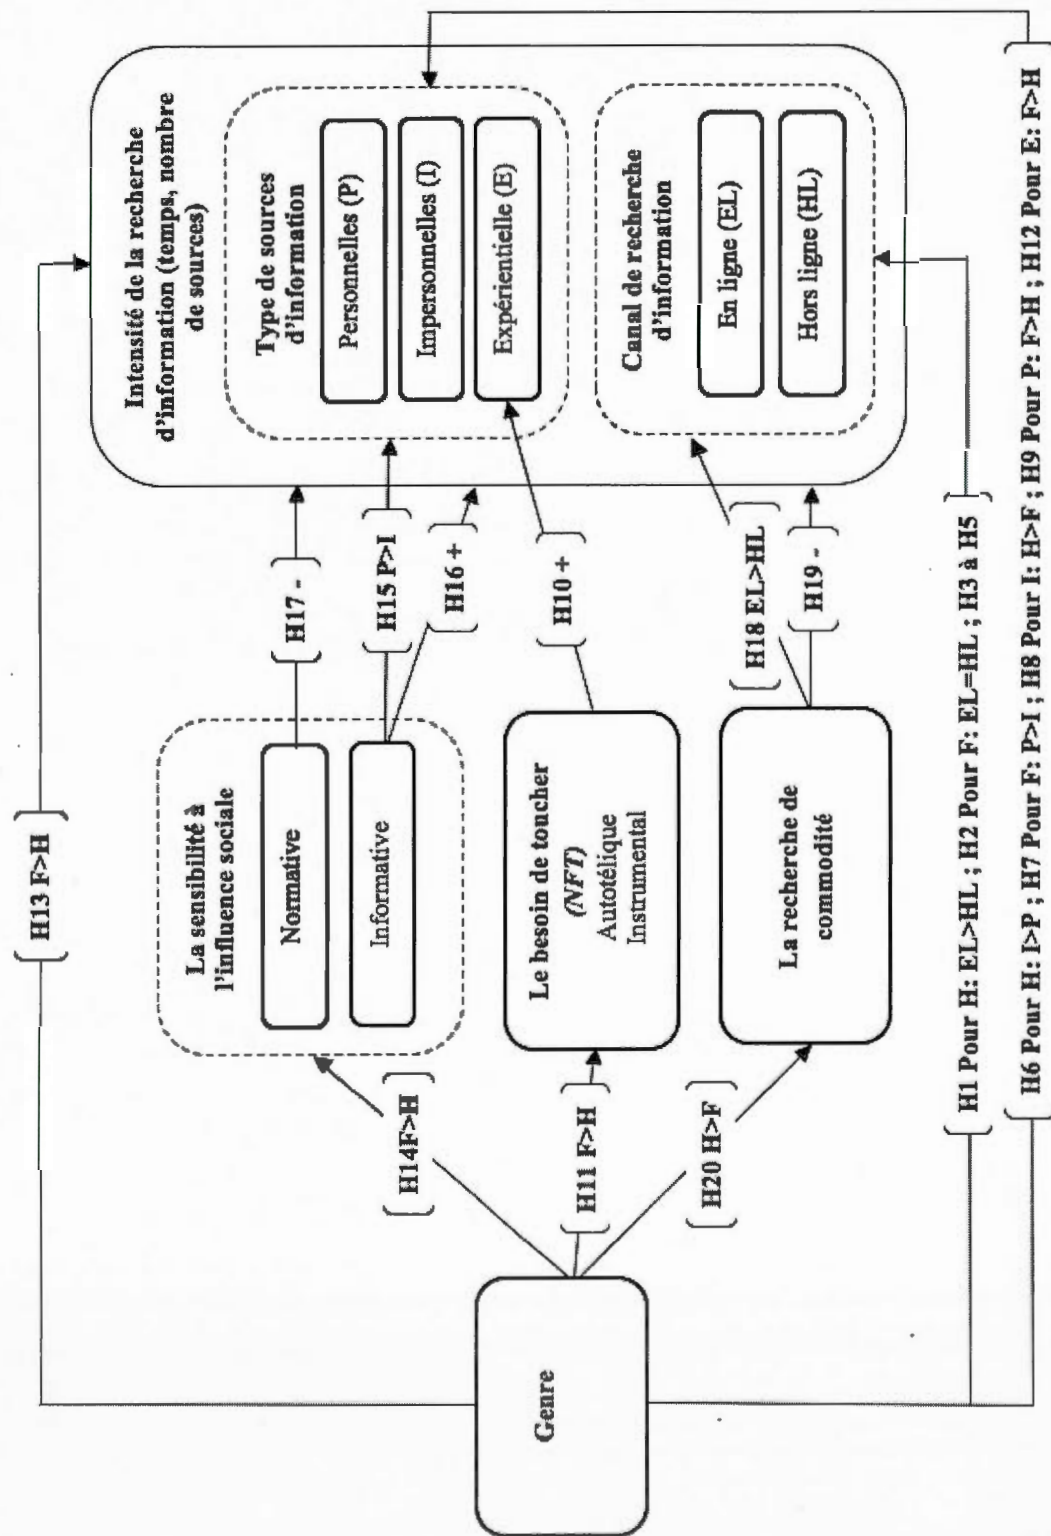 H13 F>H
Intensité de la recherche
d'information (temps, nombre
de sources)
La sensibilité à
l'influence sociale
Normative
Informative
H17 -
H15 P>I
H16 +
Type de sources
d'information
Personnelles (P)
Impersonnelles (I)
Expérientielle (E)
H14F>H
Genre
H11 F>H
Le besoin de toucher
(NFT)
Autotélique
Instrumental
H10 +
H20 H>F
La recherche de
commodité
H18 EL>HL
H19 -
Canal de recherche
d'information
En ligne (EL)
Hors ligne (HL)
H1 Pour H: EL>HL ; H2 Pour F: EL=HL ; H3 à H5
H6 Pour H: I>P ; H7 Pour F: P>I ; H8 Pour I: H>F ; H9 Pour P: F>H ; H12 Pour E: F>H